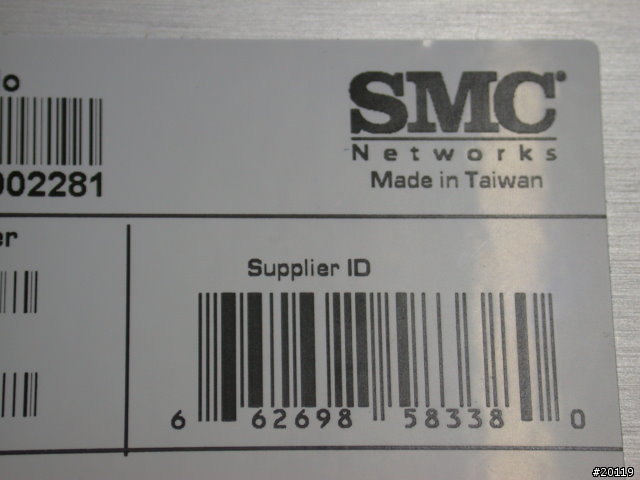 SMC
Networks
Made in Taiwan
002281
Supplier ID
6 62698 58338 0
#20119